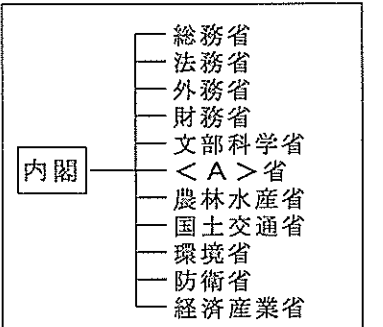 総務省
法務省
外務省
財務省
文部科学省
内閣
＜Ａ＞省
農林水産省
国土交通省
環境省
防衛省
経済産業省